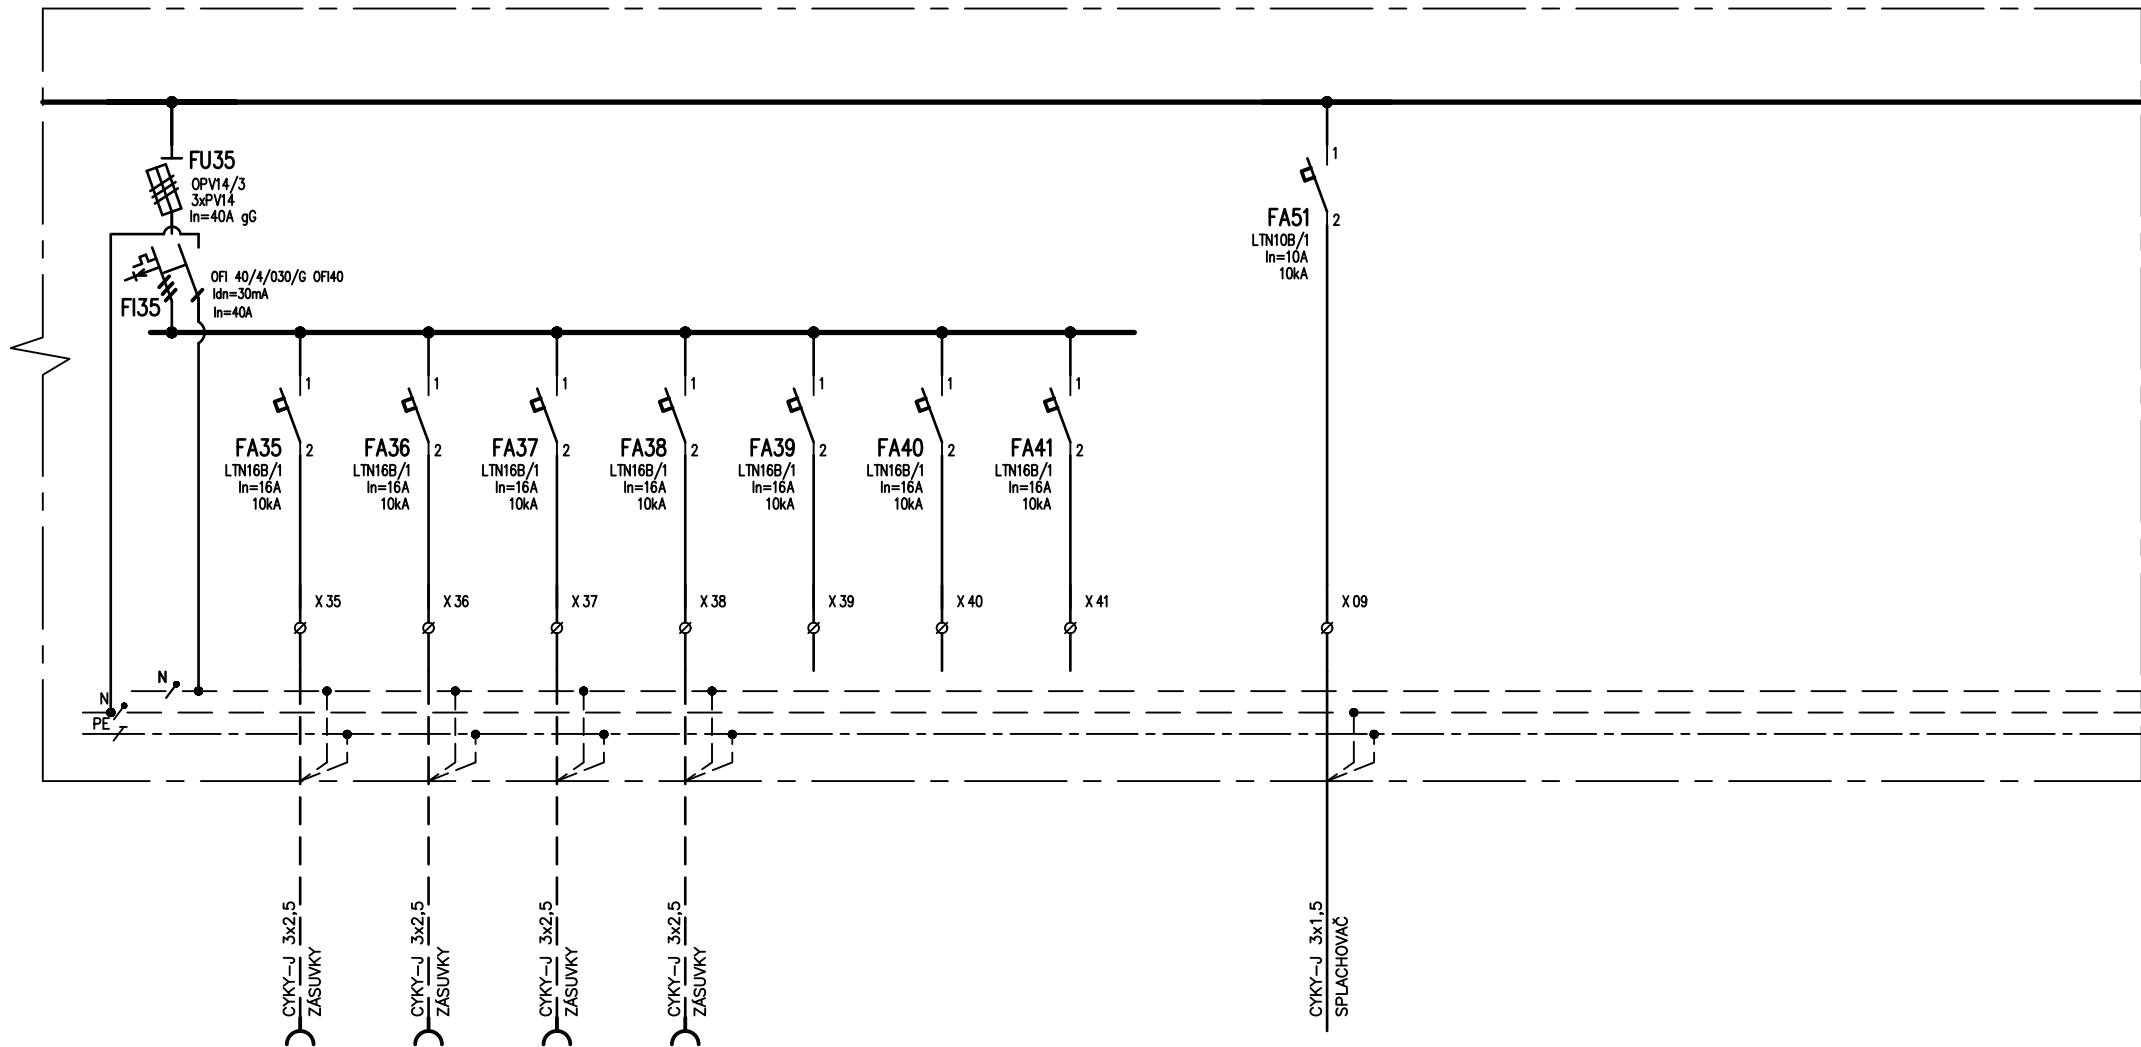 FU35
OPV14/3
3xPV14
In=40A gG
OFI 40/4/030/G OFI40
Idn=30mA
In=40A
FI35
1
2
FA51
LTN10B/1
In=10A
10kA
1
2
FA35
LTN16B/1
In=16A
10kA
1
2
FA36
LTN16B/1
In=16A
10kA
1
2
FA37
LTN16B/1
In=16A
10kA
1
2
FA38
LTN16B/1
In=16A
10kA
1
2
FA39
LTN16B/1
In=16A
10kA
1
2
FA40
LTN16B/1
In=16A
10kA
1
2
FA41
LTN16B/1
In=16A
10kA
X 35
X 36
X 37
X 38
X 39
X 40
X 41
X 09
N
N
PE
CYKY-J 3x2,5
ZÁSUVKY
CYKY-J 3x2,5
ZÁSUVKY
CYKY-J 3x2,5
ZÁSUVKY
CYKY-J 3x2,5
ZÁSUVKY
CYKY-J 3x1,5
SPLACHOVAČ